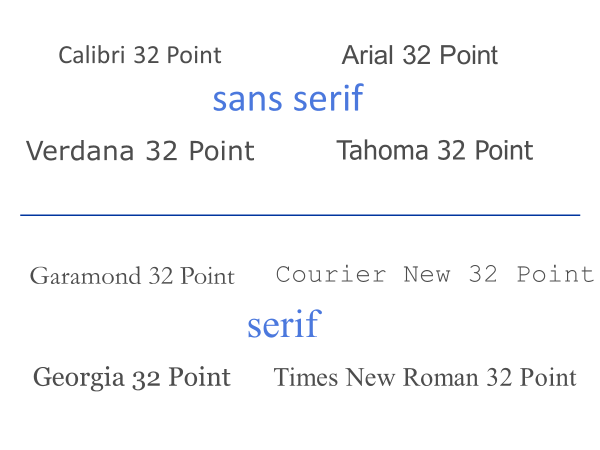 Calibri 32 Point
Arial 32 Point
sans serif
Verdana 32 Point
Tahoma 32 Point
Garamond 32 Point
Courier New 32 Point
serif
Georgia 32 Point
Times New Roman 32 Point